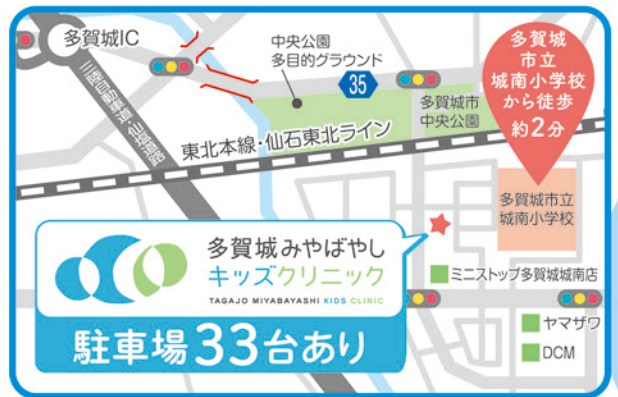 多賀城IC
中央公園
多目的グラウンド
35
多賀城
市立
城南小学校
から徒歩
約2分
多賀城市
中央公園
三陸自動車道・仙塩道路
東北本線・仙石東北ライン
多賀城市立
城南小学校
多賀城みやばやし
キッズクリニック
TAGAJO MIYABAYASHI KIDS CLINIC
駐車場33台あり
ミニストップ多賀城城南店
ヤマザワ
DCM